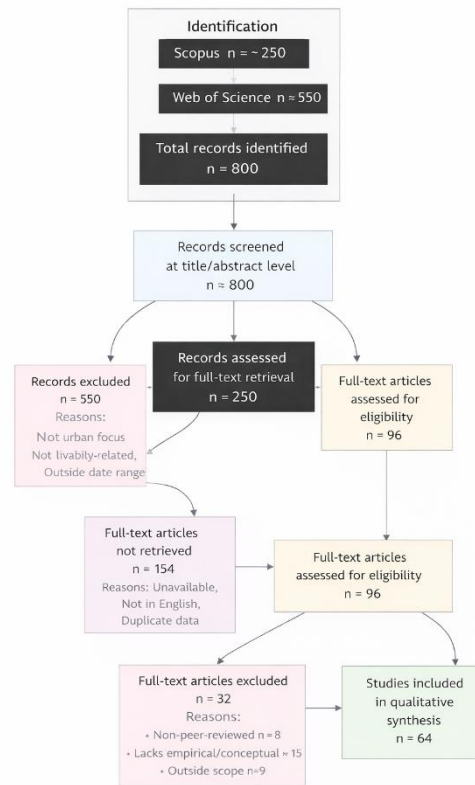 Identification
Scopus n = ~ 250
Web of Science n ≈ 550
Total records identified
n = 800
Records screened
at title/abstract level
n ≈ 800
Records excluded
n = 550
Reasons:
Not urban focus
Not livabily-related,
Outside date range
Records assessed
for full-text retrieval
n = 250
Full-text articles
assessed for
eligibility
n = 96
Full-text articles
not retrieved
n = 154
Reasons: Unavailable,
Not in English,
Duplicate data
Full-text articles
assessed for eligibility
n = 96
Full-text articles excluded
n = 32
Reasons:
• Non-peer-reviewed n = 8
• Lacks empirical/conceptual ≈ 15
• Outside scope n=9
Studies included
in qualitative
synthesis
n = 64